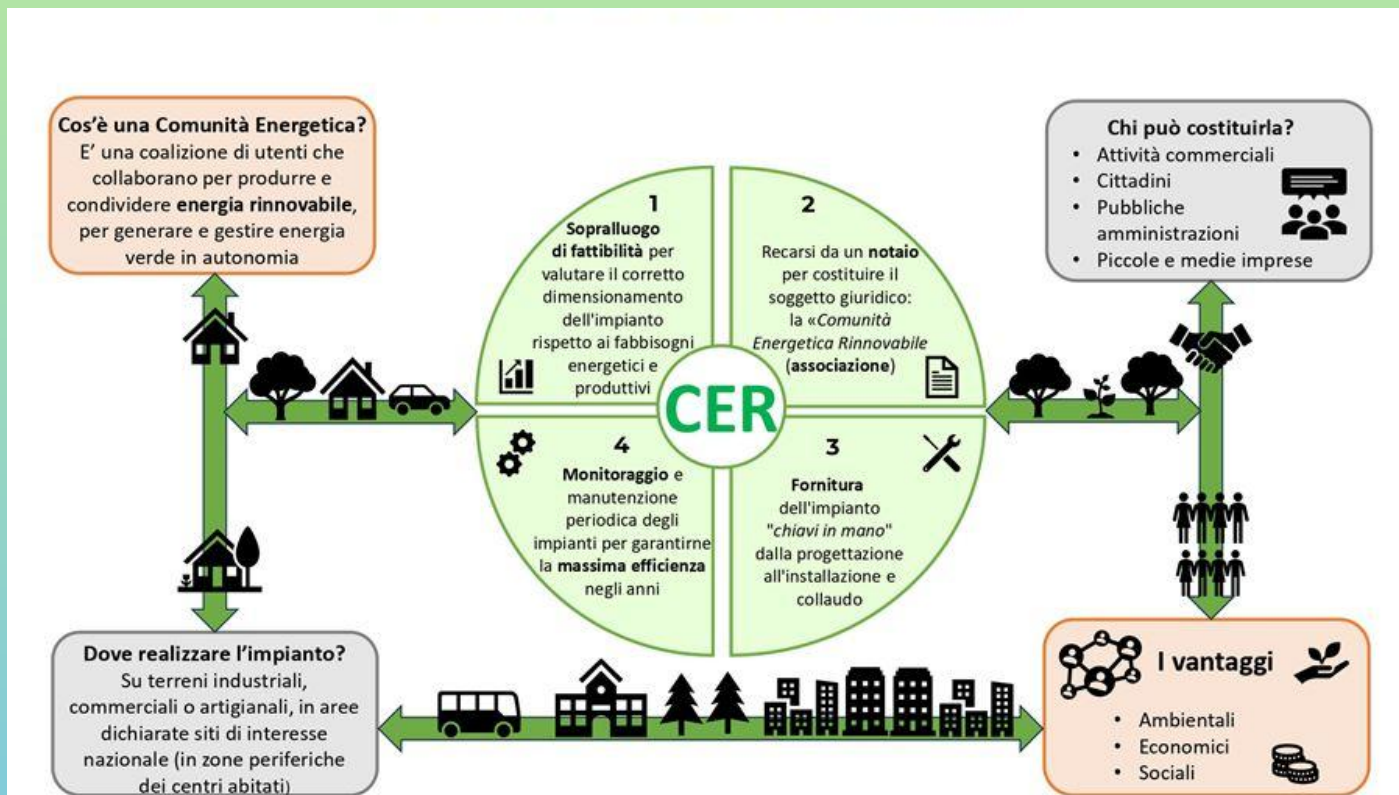 Cos’è una Comunità Energetica?
E’ una coalizione di utenti che
collaborano per produrre e
condividere energia rinnovabile,
per generare e gestire energia
verde in autonomia
Chi può costituirla?
• Attività commerciali
• Cittadini
• Pubbliche
amministrazioni
• Piccole e medie imprese
1
Sopralluogo
di fattibilità per
valutare il corretto
dimensionamento
dell'impianto
rispetto ai fabbisogni
energetici e
produttivi
2
Recarsi da un notaio
per costituire il
soggetto giuridico:
la «Comunità
Energetica Rinnovabile
(associazione)
CER
4
Monitoraggio e
manutenzione
periodica degli
impianti per garantirne
la massima efficienza
negli anni
3
Fornitura
dell'impianto
"chiavi in mano"
dalla progettazione
all'installazione e
collaudo
Dove realizzare l’impianto?
Su terreni industriali,
commerciali o artigianali, in aree
dichiarate siti di interesse
nazionale (in zone periferiche
dei centri abitati)
I vantaggi
• Ambientali
• Economici
• Sociali